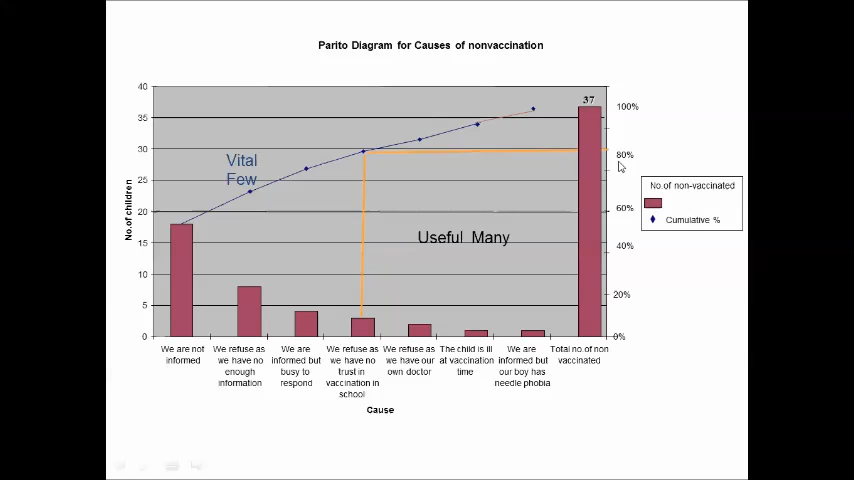 Parito Diagram for Causes of nonvaccination
40
35
30
25
20
15
10
5
0
No.of children
37
100%
80%
60%
40%
20%
0%
Vital
Few
Useful Many
No.of non-vaccinated
Cumulative %
We are not
informed
We refuse as
we have no
enough
information
We are
informed but
busy to
respond
We refuse as
we have no
trust in
vaccination in
school
We refuse as
we have our
own doctor
The child is ill
at vaccination
time
We are
informed but
our boy has
needle phobia
Total no.of non
vaccinated
Cause